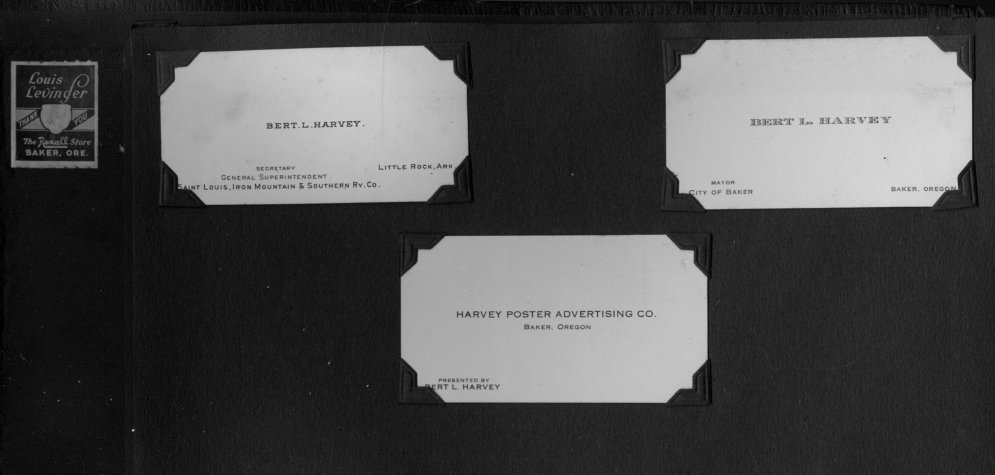 Louis
Levinger
THANK YOU
The Rexall Store
BAKER, ORE.
BERT. L. HARVEY.
SECRETARY
GENERAL SUPERINTENDENT
SAINT LOUIS, IRON MOUNTAIN & SOUTHERN RY. CO.
LITTLE ROCK, ARK
BERT L. HARVEY
MAYOR
CITY OF BAKER
BAKER, OREGON
HARVEY POSTER ADVERTISING CO.
BAKER, OREGON
PRESENTED BY
BERT L. HARVEY